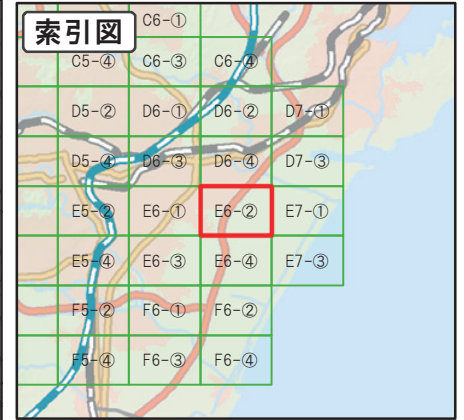 索引図
C6-①
C5-④ C6-③ C6-④
D5-② D6-① D6-② D7-①
D5-④ D6-③ D6-④ D7-③
E5-② E6-① E6-② E7-①
E5-④ E6-③ E6-④ E7-③
F5-② F6-① F6-②
F5-④ F6-③ F6-④